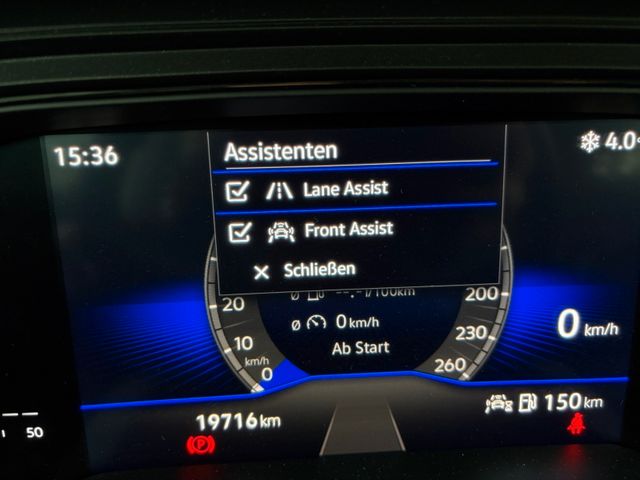 15:36
Assistenten
4.0
Lane Assist
Front Assist
Schließen
Ø --.- l/100km
20
200
Ø 0 km/h
0 km/h
10
230
km/h
Ab Start
0
260
19716 km
150 km
50
P